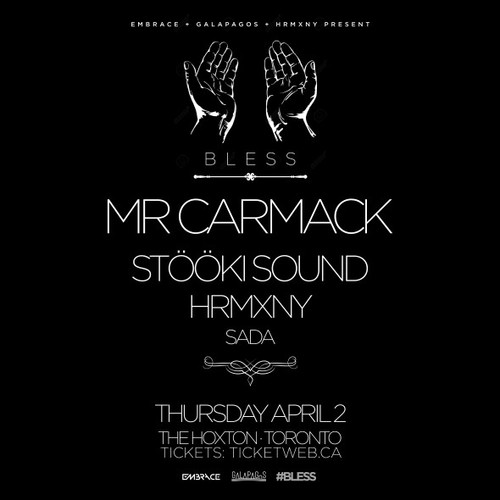 EMBRACE + GALAPAGOS + HRMXNY PRESENT
BLESS
MR CARMACK
STÖÖKI SOUND
HRMXNY
SADA
THURSDAY APRIL 2
THE HOXTON · TORONTO
TICKETS: TICKETWEB.CA
EMBRACE GALAPAGOS #BLESS